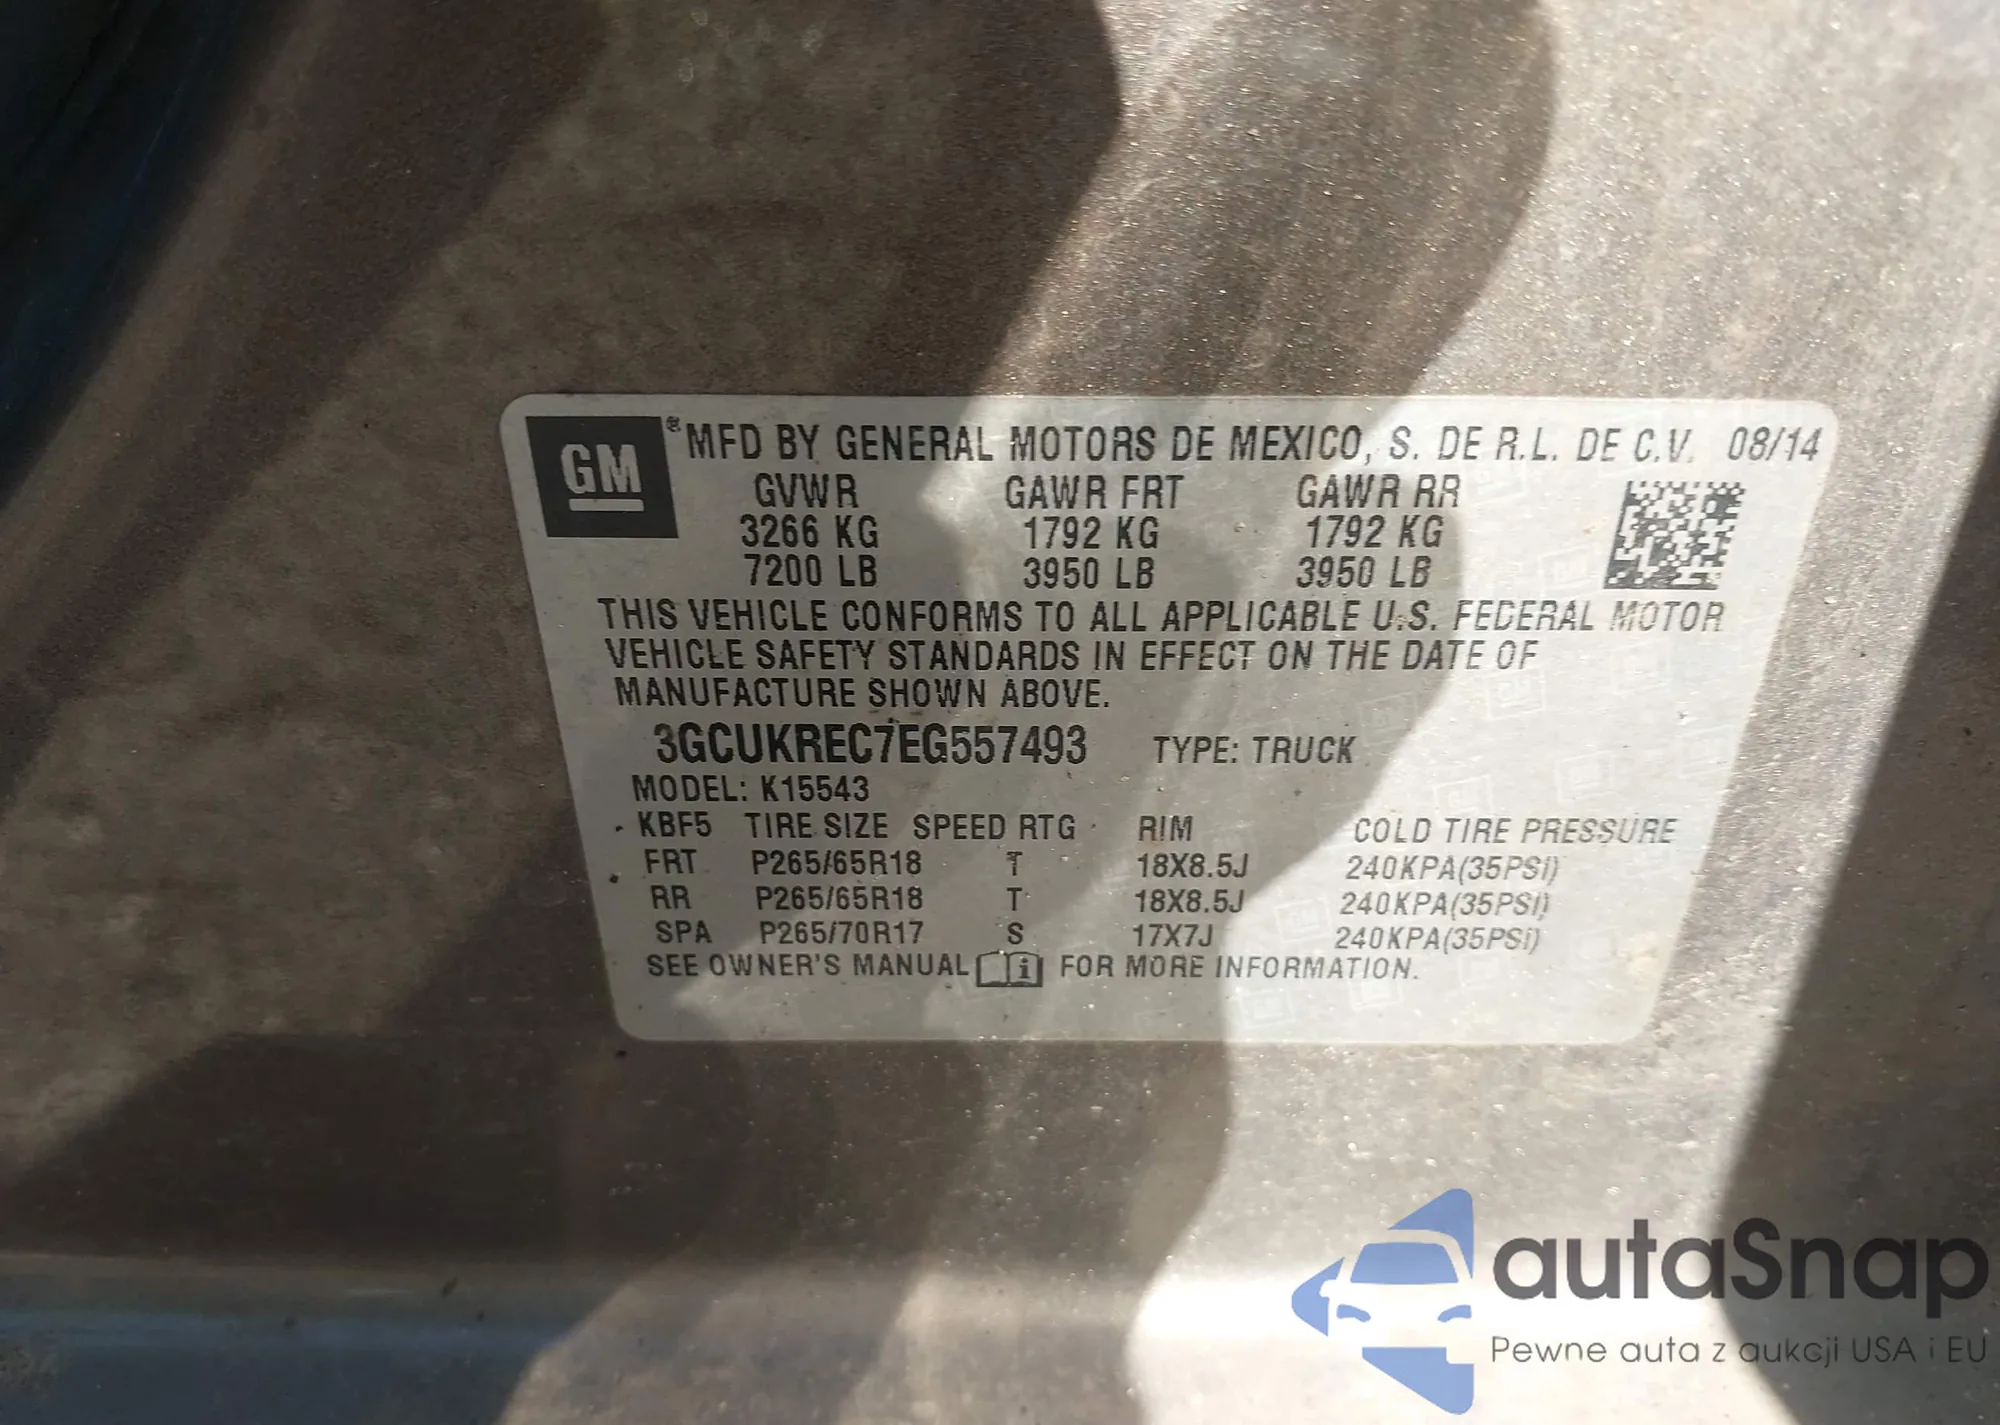 GM® MFD BY GENERAL MOTORS DE MEXICO, S. DE R.L. DE C.V. 08/14
GVWR GAWR FRT GAWR RR
3266 KG 1792 KG 1792 KG
7200 LB 3950 LB 3950 LB
THIS VEHICLE CONFORMS TO ALL APPLICABLE U.S. FEDERAL MOTOR
VEHICLE SAFETY STANDARDS IN EFFECT ON THE DATE OF
MANUFACTURE SHOWN ABOVE.
3GCUKREC7EG557493 TYPE: TRUCK
MODEL: K15543
KBF5 TIRE SIZE SPEED RTG RIM COLD TIRE PRESSURE
FRT P265/65R18 T 18X8.5J 240KPA(35PSI)
RR P265/65R18 T 18X8.5J 240KPA(35PSI)
SPA P265/70R17 S 17X7J 240KPA(35PSI)
SEE OWNER'S MANUAL i FOR MORE INFORMATION.
autaSnap
Pewne auta z aukcji USA i EU